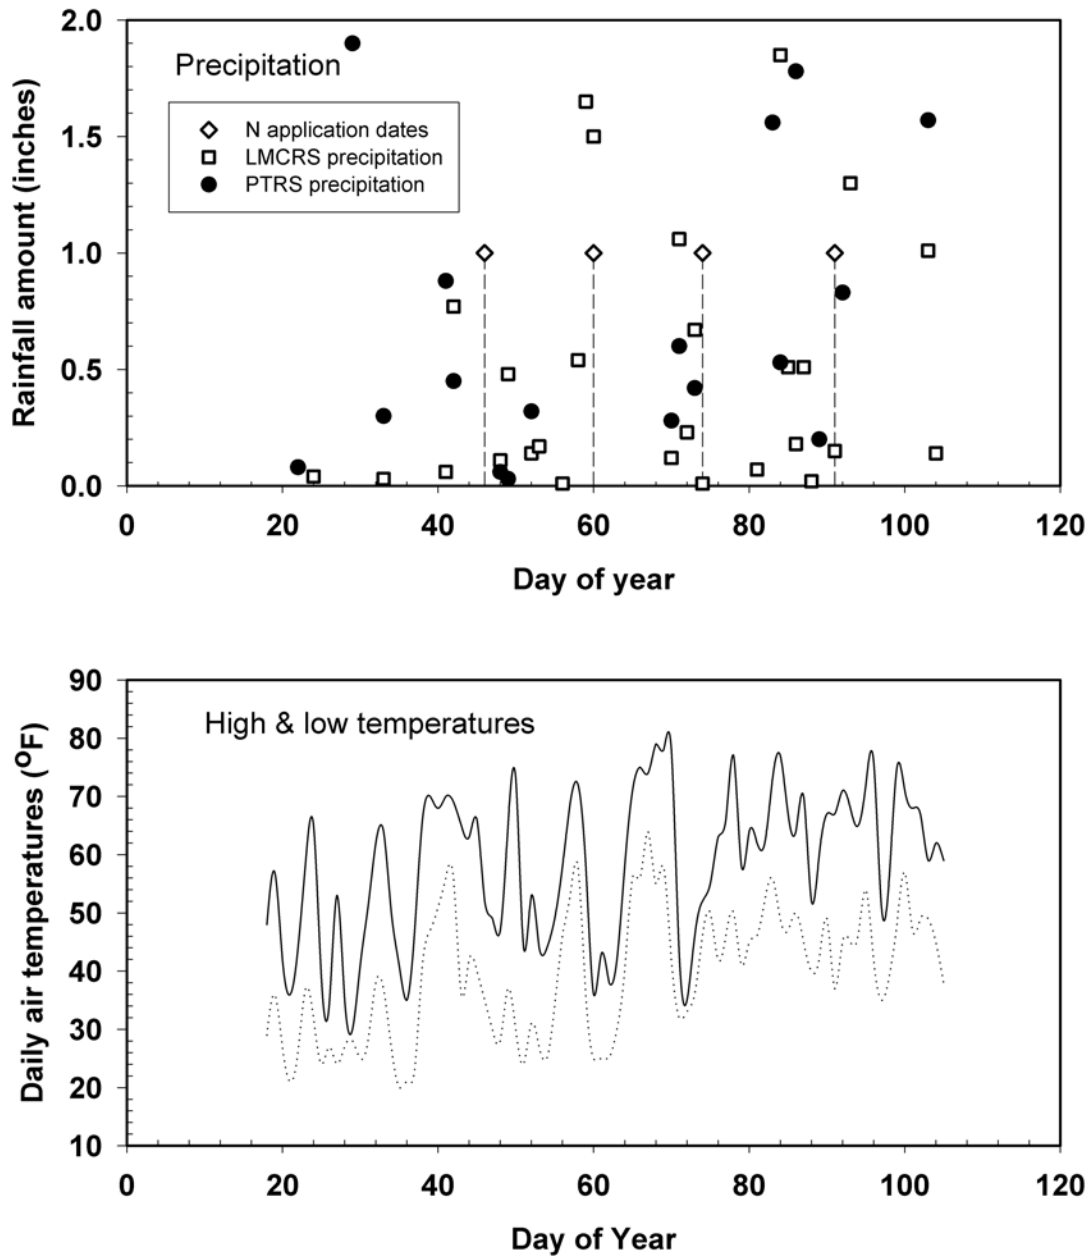 2.0
Precipitation
N application dates
LMCRS precipitation
PTRS precipitation
1.5
1.0
0.5
0.0
Rainfall amount (inches)
0 20 40 60 80 100 120
Day of year
90
High & low temperatures
80
70
60
50
40
30
20
10
Daily air temperatures (ºF)
0 20 40 60 80 100 120
Day of Year